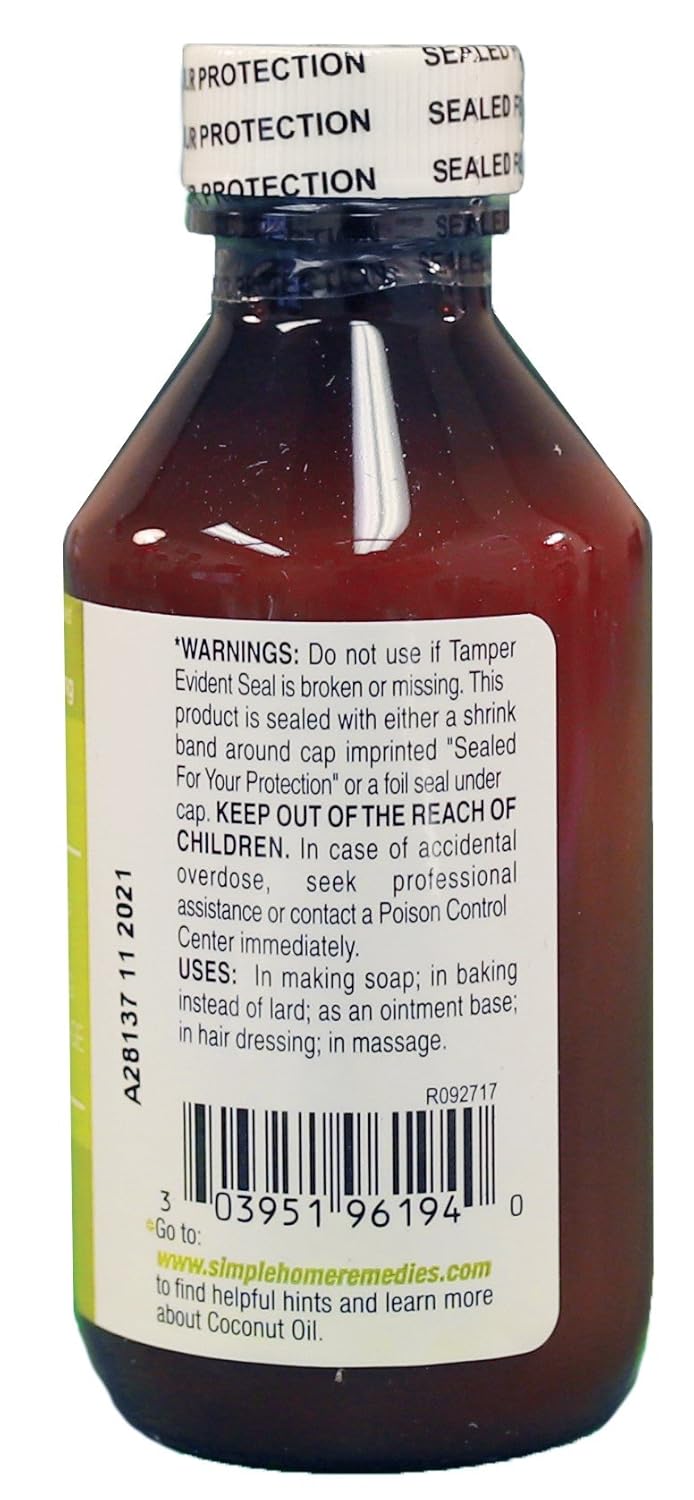 UR PROTECTION SEALED F
UR PROTECTION SEALED F
R PROTECTION SEALED FO
SEALE
SEALE
*WARNINGS: Do not use if Tamper
Evident Seal is broken or missing. This
product is sealed with either a shrink
band around cap imprinted "Sealed
For Your Protection" or a foil seal under
cap. KEEP OUT OF THE REACH OF
CHILDREN. In case of accidental
overdose, seek professional
assistance or contact a Poison Control
Center immediately.
USES: In making soap; in baking
instead of lard; as an ointment base;
in hair dressing; in massage.
A28137 11 2021
R092717
3 03951 96194 0
Go to:
www.simplehomeremedies.com
to find helpful hints and learn more
about Coconut Oil.